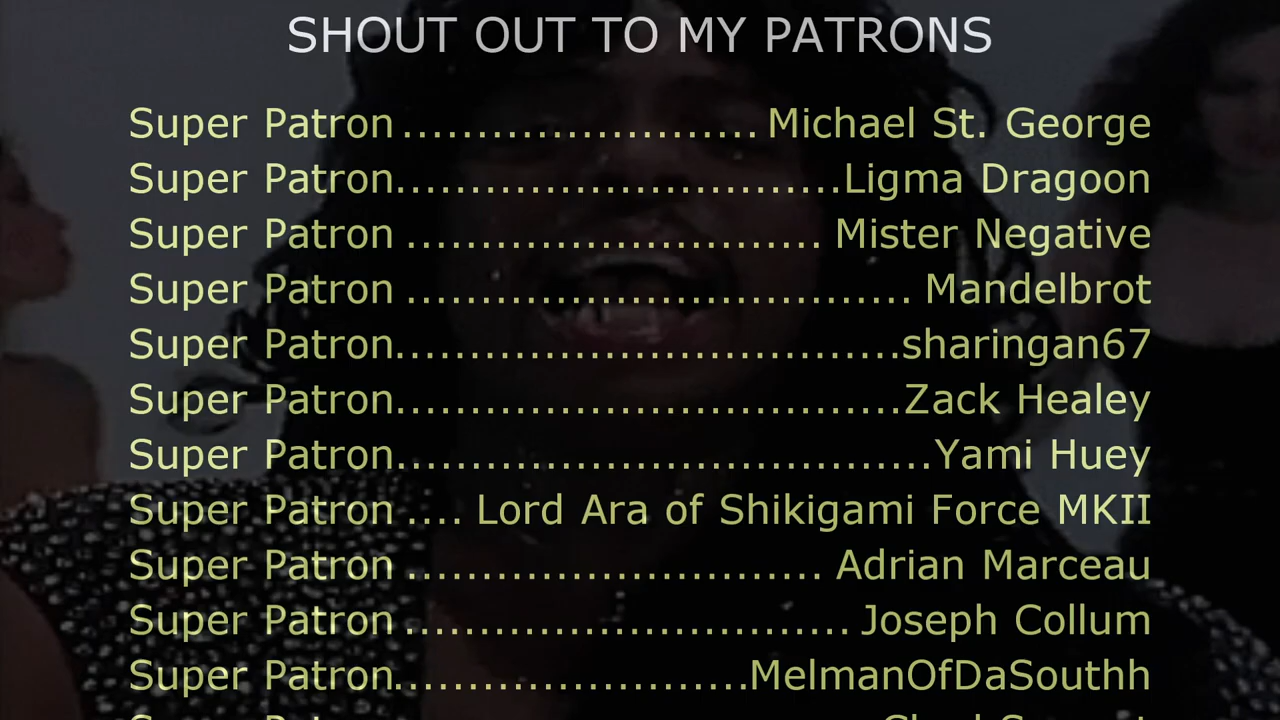 SHOUT OUT TO MY PATRONS
Super Patron ........................ Michael St. George
Super Patron..............................Ligma Dragoon
Super Patron ............................ Mister Negative
Super Patron .................................. Mandelbrot
Super Patron..................................sharingan67
Super Patron..................................Zack Healey
Super Patron....................................Yami Huey
Super Patron .... Lord Ara of Shikigami Force MKII
Super Patron ............................ Adrian Marceau
Super Patron .............................. Joseph Collum
Super Patron........................MelmanOfDaSouthh